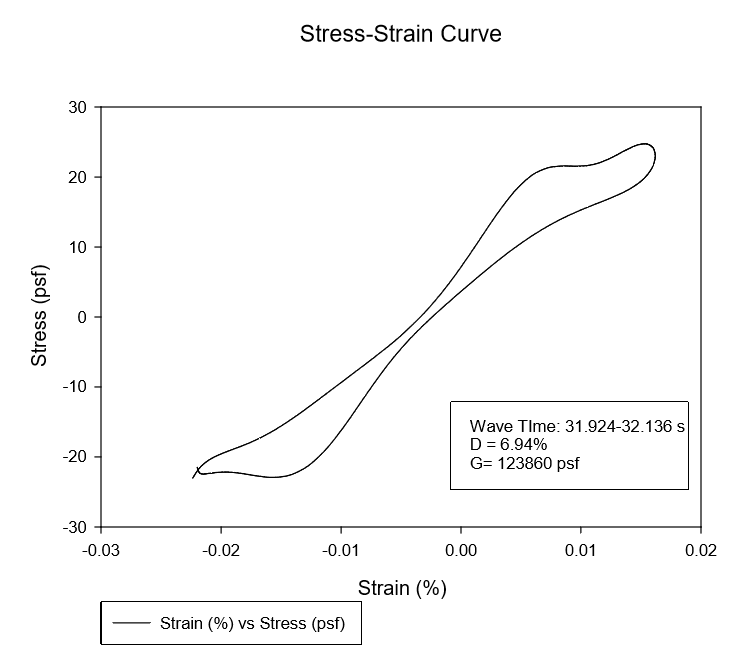 Stress-Strain Curve
30
20
10
0
-10
-20
-30
Stress (psf)
Wave TIme: 31.924-32.136 s
D = 6.94%
G= 123860 psf
-0.03 -0.02 -0.01 0.00 0.01 0.02
Strain (%)
Strain (%) vs Stress (psf)